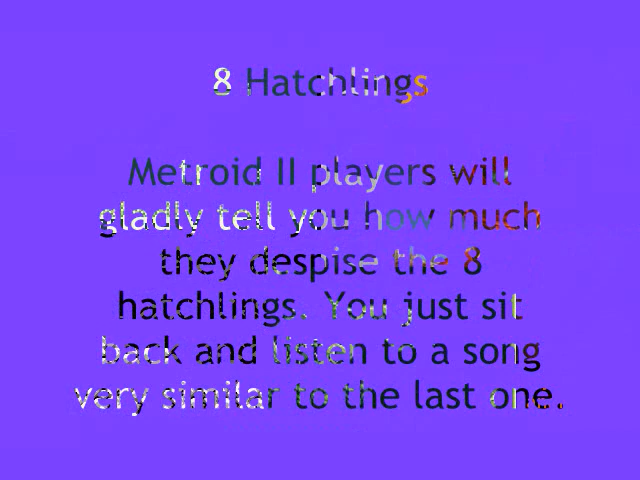 8 Hatchlings
Metroid II players will
gladly tell you how much
they despise the 8
hatchlings. You just sit
back and listen to a song
very similar to the last one.